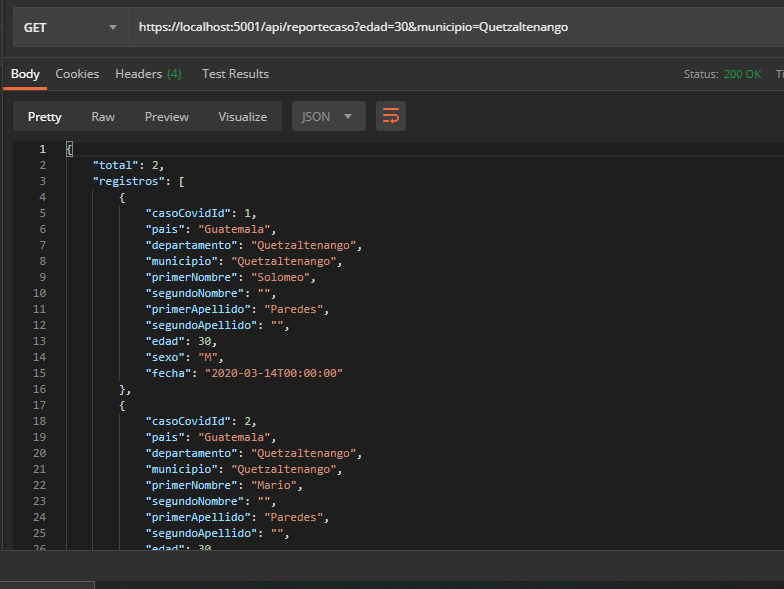 GET https://localhost:5001/api/reportecaso?edad=30&municipio=Quetzaltenango
Body Cookies Headers (4) Test Results Status: 200 OK Ti
Pretty Raw Preview Visualize JSON
1 {
2 "total": 2,
3 "registros": [
4 {
5 "casoCovidId": 1,
6 "pais": "Guatemala",
7 "departamento": "Quetzaltenango",
8 "municipio": "Quetzaltenango",
9 "primerNombre": "Solomeo",
10 "segundoNombre": "",
11 "primerApellido": "Paredes",
12 "segundoApellido": "",
13 "edad": 30,
14 "sexo": "M",
15 "fecha": "2020-03-14T00:00:00"
16 },
17 {
18 "casoCovidId": 2,
19 "pais": "Guatemala",
20 "departamento": "Quetzaltenango",
21 "municipio": "Quetzaltenango",
22 "primerNombre": "Mario",
23 "segundoNombre": "",
24 "primerApellido": "Paredes",
25 "segundoApellido": "",
26 "edad": 30